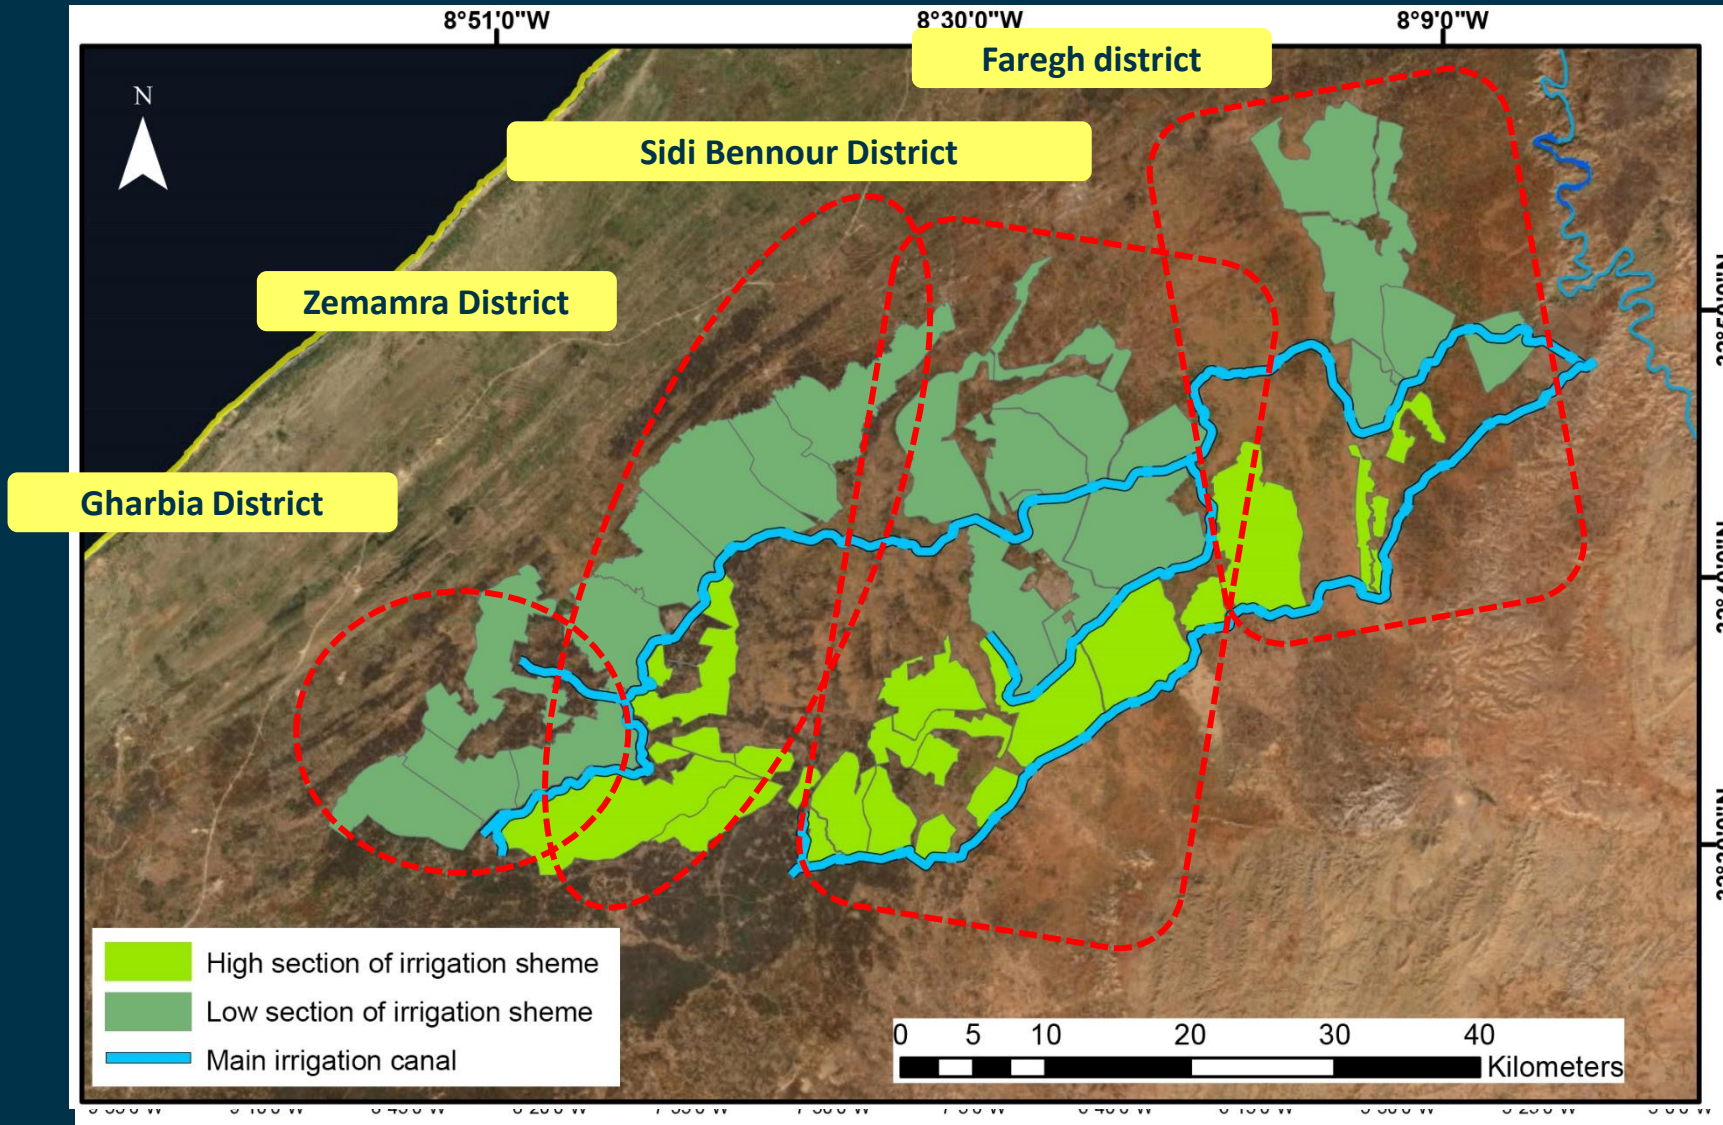 8°51'0"W
8°30'0"W
8°9'0"W
Faregh district
N
Sidi Bennour District
Zemamra District
Gharbia District
High section of irrigation sheme
Low section of irrigation sheme
Main irrigation canal
0 5 10 20 30 40
Kilometers